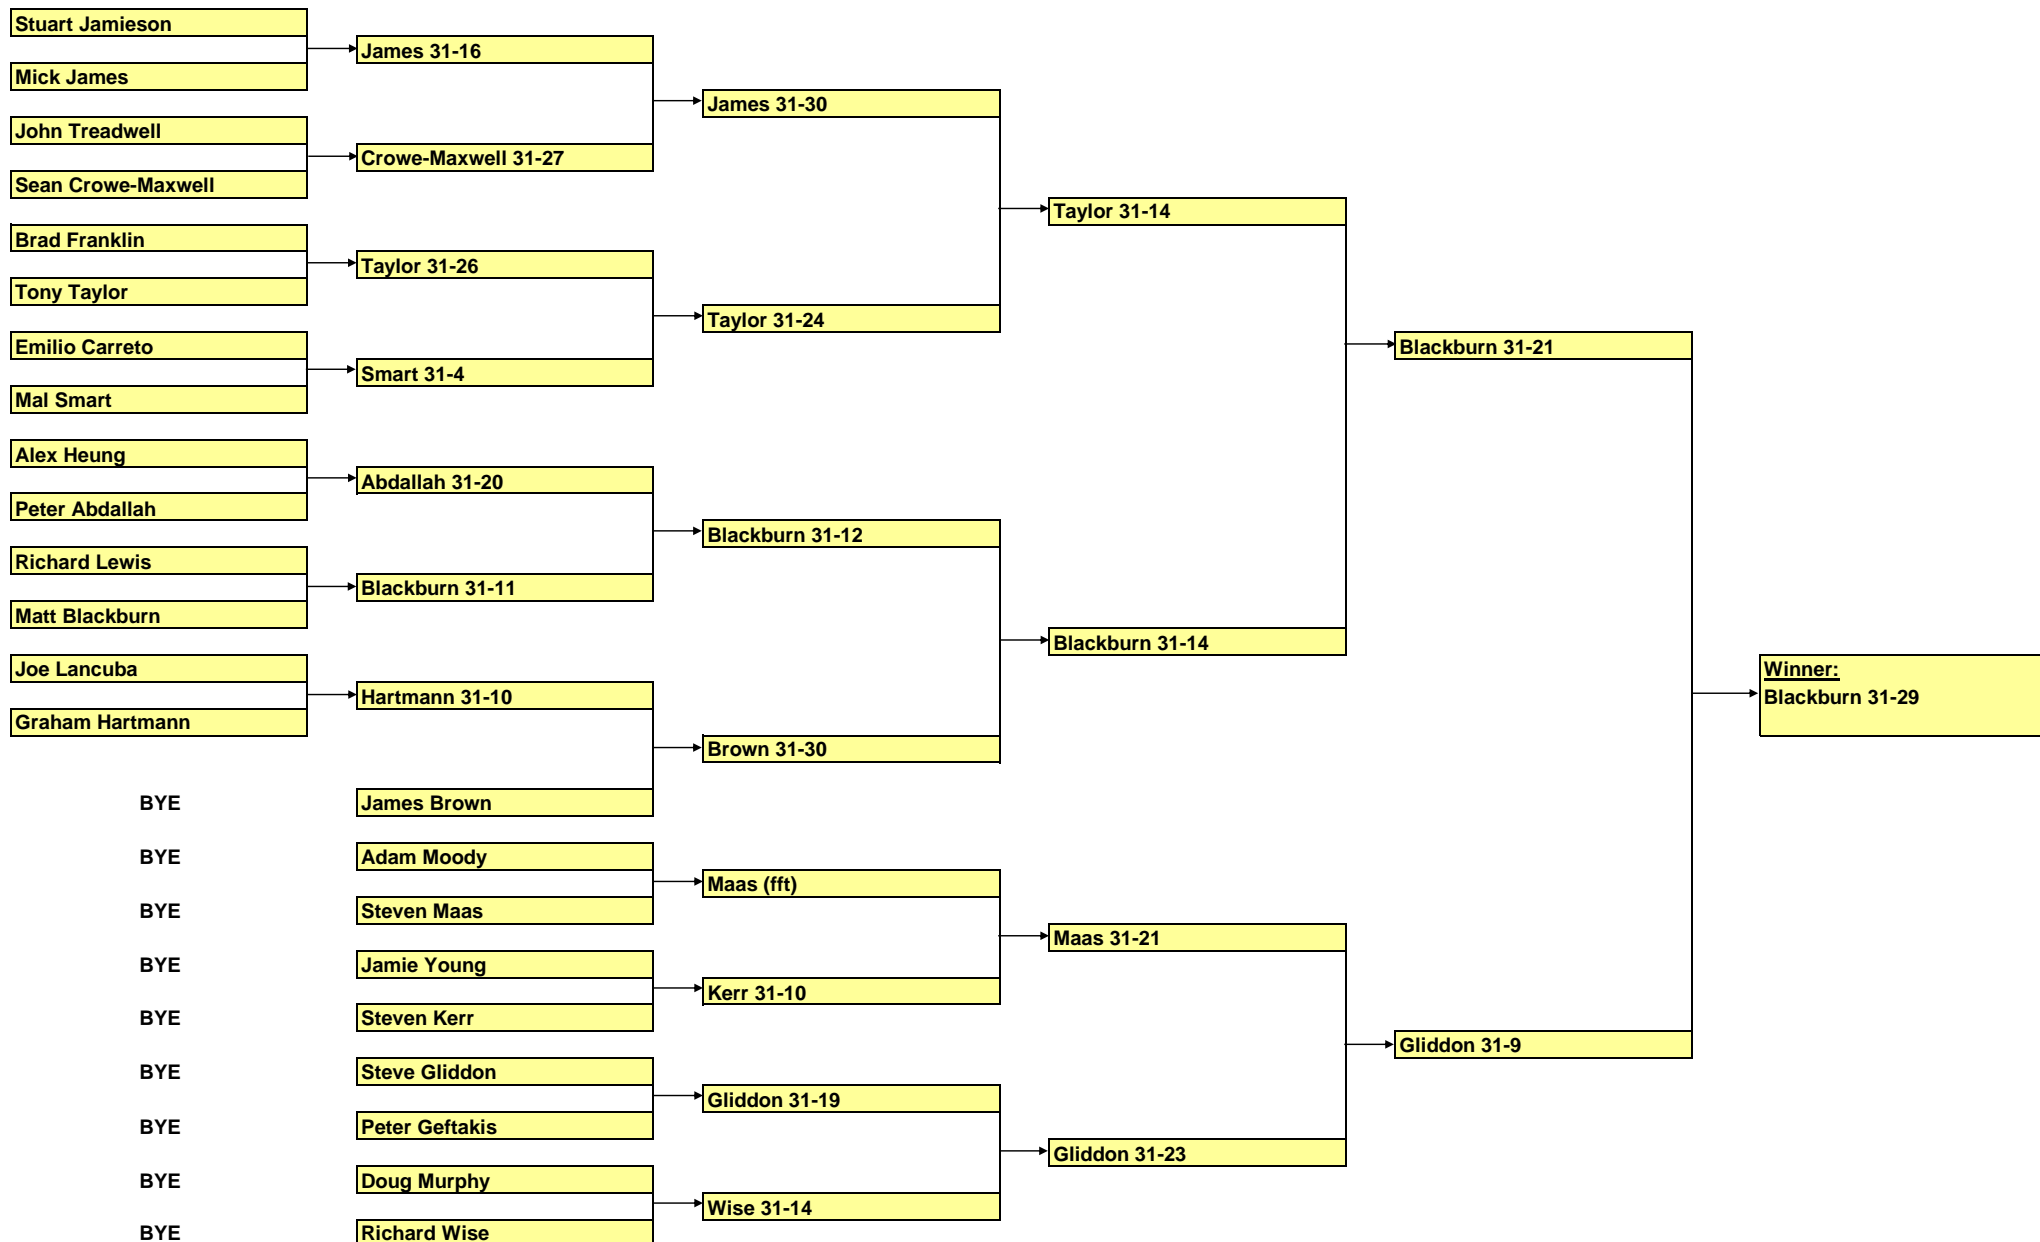 Stuart Jamieson
Mick James
John Treadwell
Sean Crowe-Maxwell
Brad Franklin
Tony Taylor
Emilio Carreto
Mal Smart
Alex Heung
Peter Abdallah
Richard Lewis
Matt Blackburn
Joe Lancuba
Graham Hartmann
BYE
BYE
BYE
BYE
BYE
BYE
BYE
BYE
BYE
James 31-16
Crowe-Maxwell 31-27
Taylor 31-26
Smart 31-4
Abdallah 31-20
Blackburn 31-11
Hartmann 31-10
James Brown
Adam Moody
Steven Maas
Jamie Young
Steven Kerr
Steve Gliddon
Peter Geftakis
Doug Murphy
Richard Wise
James 31-30
Taylor 31-24
Blackburn 31-12
Brown 31-30
Maas (fft)
Kerr 31-10
Gliddon 31-19
Wise 31-14
Taylor 31-14
Blackburn 31-14
Maas 31-21
Gliddon 31-23
Blackburn 31-21
Gliddon 31-9
Winner:
Blackburn 31-29